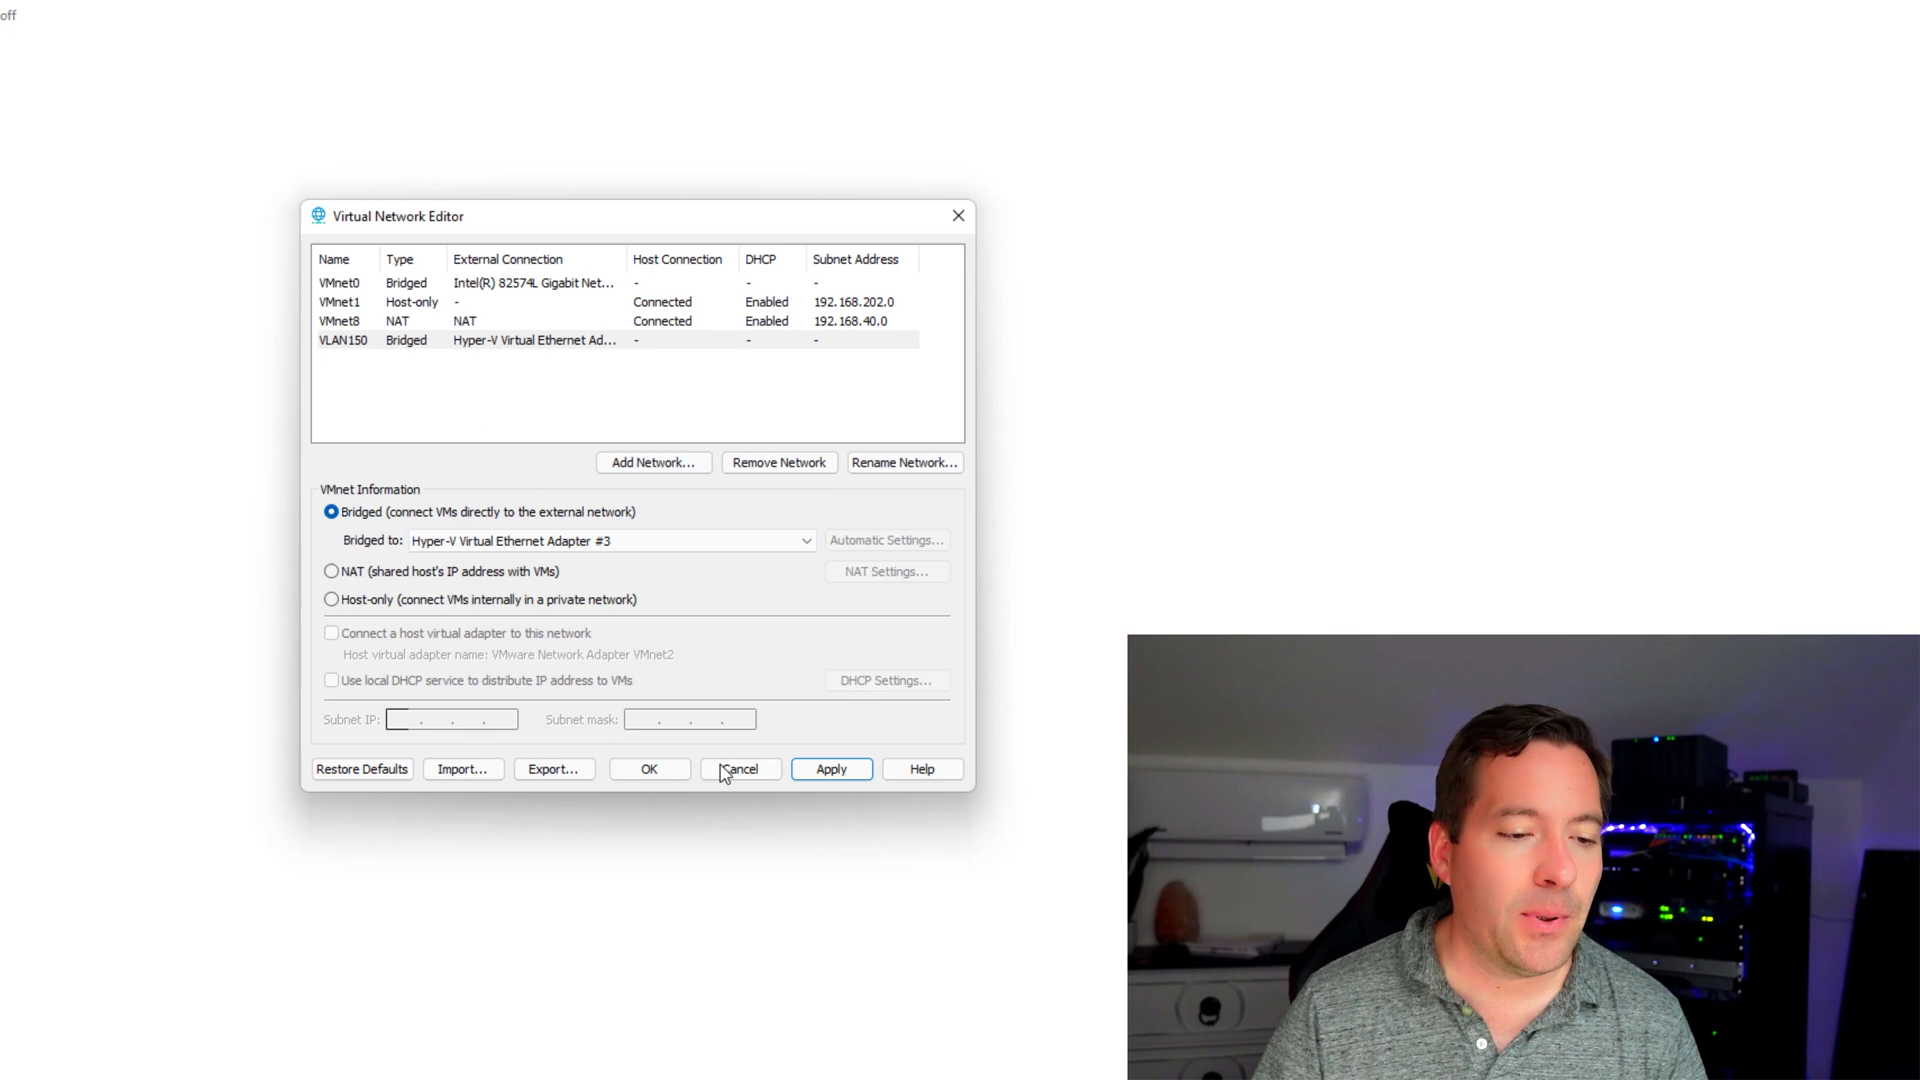 off
Virtual Network Editor
Name Type External Connection Host Connection DHCP Subnet Address
VMnet0 Bridged Intel(R) 82574L Gigabit Net... - - -
VMnet1 Host-only - Connected Enabled 192.168.202.0
VMnet8 NAT NAT Connected Enabled 192.168.40.0
VLAN150 Bridged Hyper-V Virtual Ethernet Ad... - - -
Add Network... Remove Network Rename Network...
VMnet Information
Bridged (connect VMs directly to the external network)
Bridged to: Hyper-V Virtual Ethernet Adapter #3 Automatic Settings...
NAT (shared host's IP address with VMs) NAT Settings...
Host-only (connect VMs internally in a private network)
Connect a host virtual adapter to this network
Host virtual adapter name: VMware Network Adapter VMnet2
Use local DHCP service to distribute IP address to VMs DHCP Settings...
Subnet IP: . . . Subnet mask: . . .
Restore Defaults Import... Export... OK Cancel Apply Help